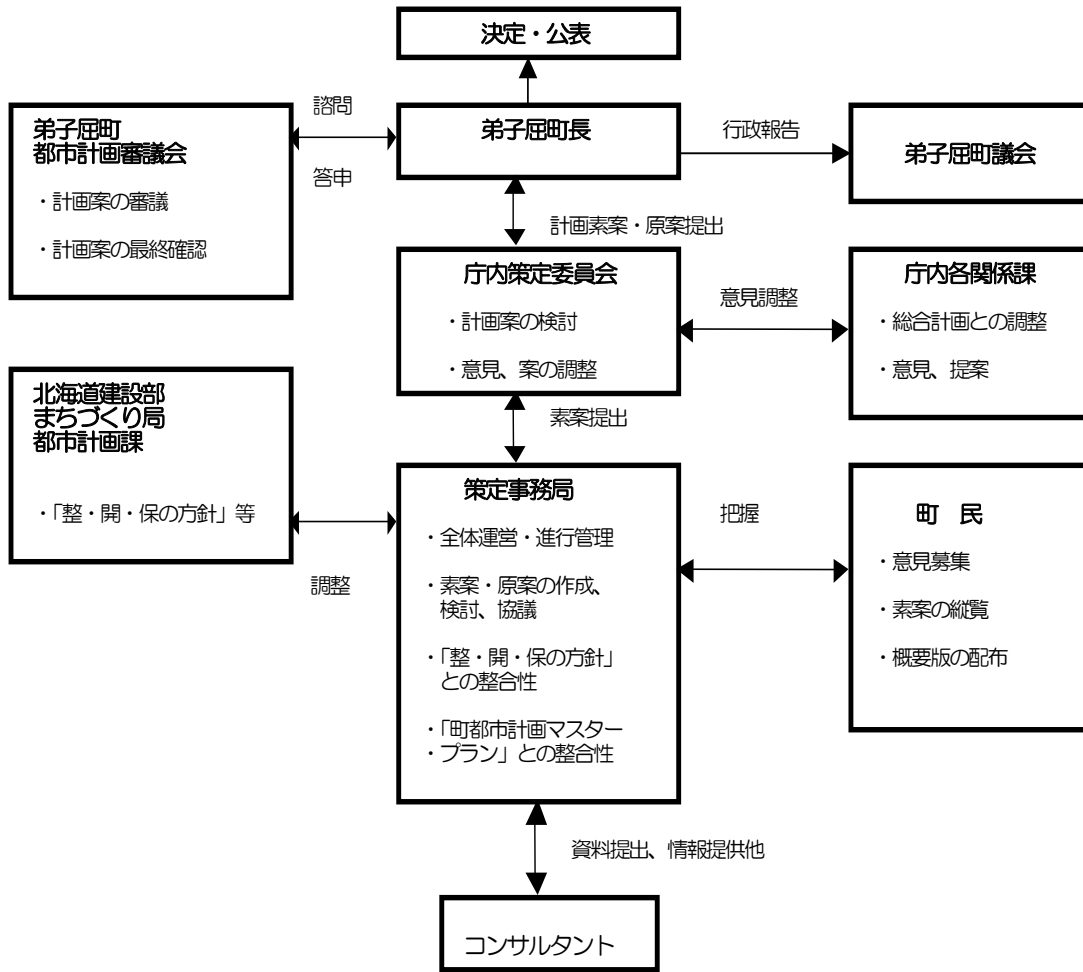 決定・公表
諮問
弟子屈町
都市計画審議会
・計画案の審議
・計画案の最終確認
答申
弟子屈町長
行政報告
弟子屈町議会
計画素案・原案提出
庁内策定委員会
・計画案の検討
・意見、案の調整
意見調整
庁内各関係課
・総合計画との調整
・意見、提案
北海道建設部
まちづくり局
都市計画課
・「整・開・保の方針」等
素案提出
調整
策定事務局
・全体運営・進行管理
・素案・原案の作成、
検討、協議
・「整・開・保の方針」
との整合性
・「町都市計画マスター
・プラン」との整合性
把握
町　民
・意見募集
・素案の縦覧
・概要版の配布
資料提出、情報提供他
コンサルタント